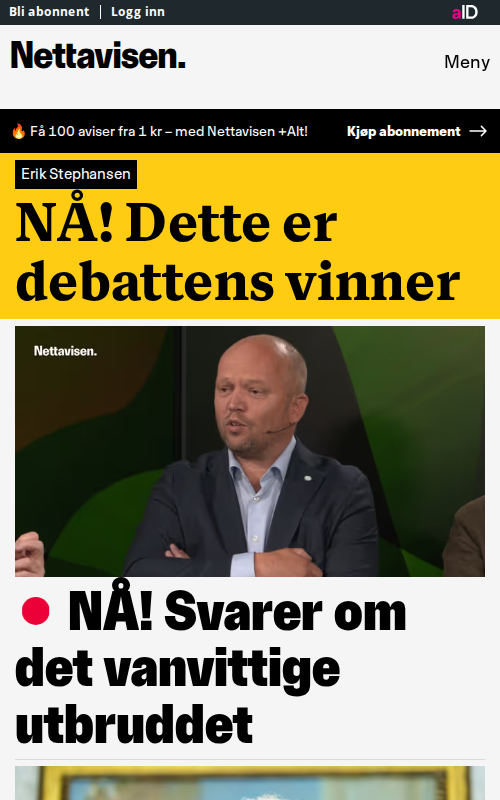 Bli abonnent | Logg inn
aID
Nettavisen.
Meny
🔥 Få 100 aviser fra 1 kr – med Nettavisen +Alt!
Kjøp abonnement →
Erik Stephansen
NÅ! Dette er
debattens vinner
Nettavisen.
NÅ! Svarer om
det vanvittige
utbruddet